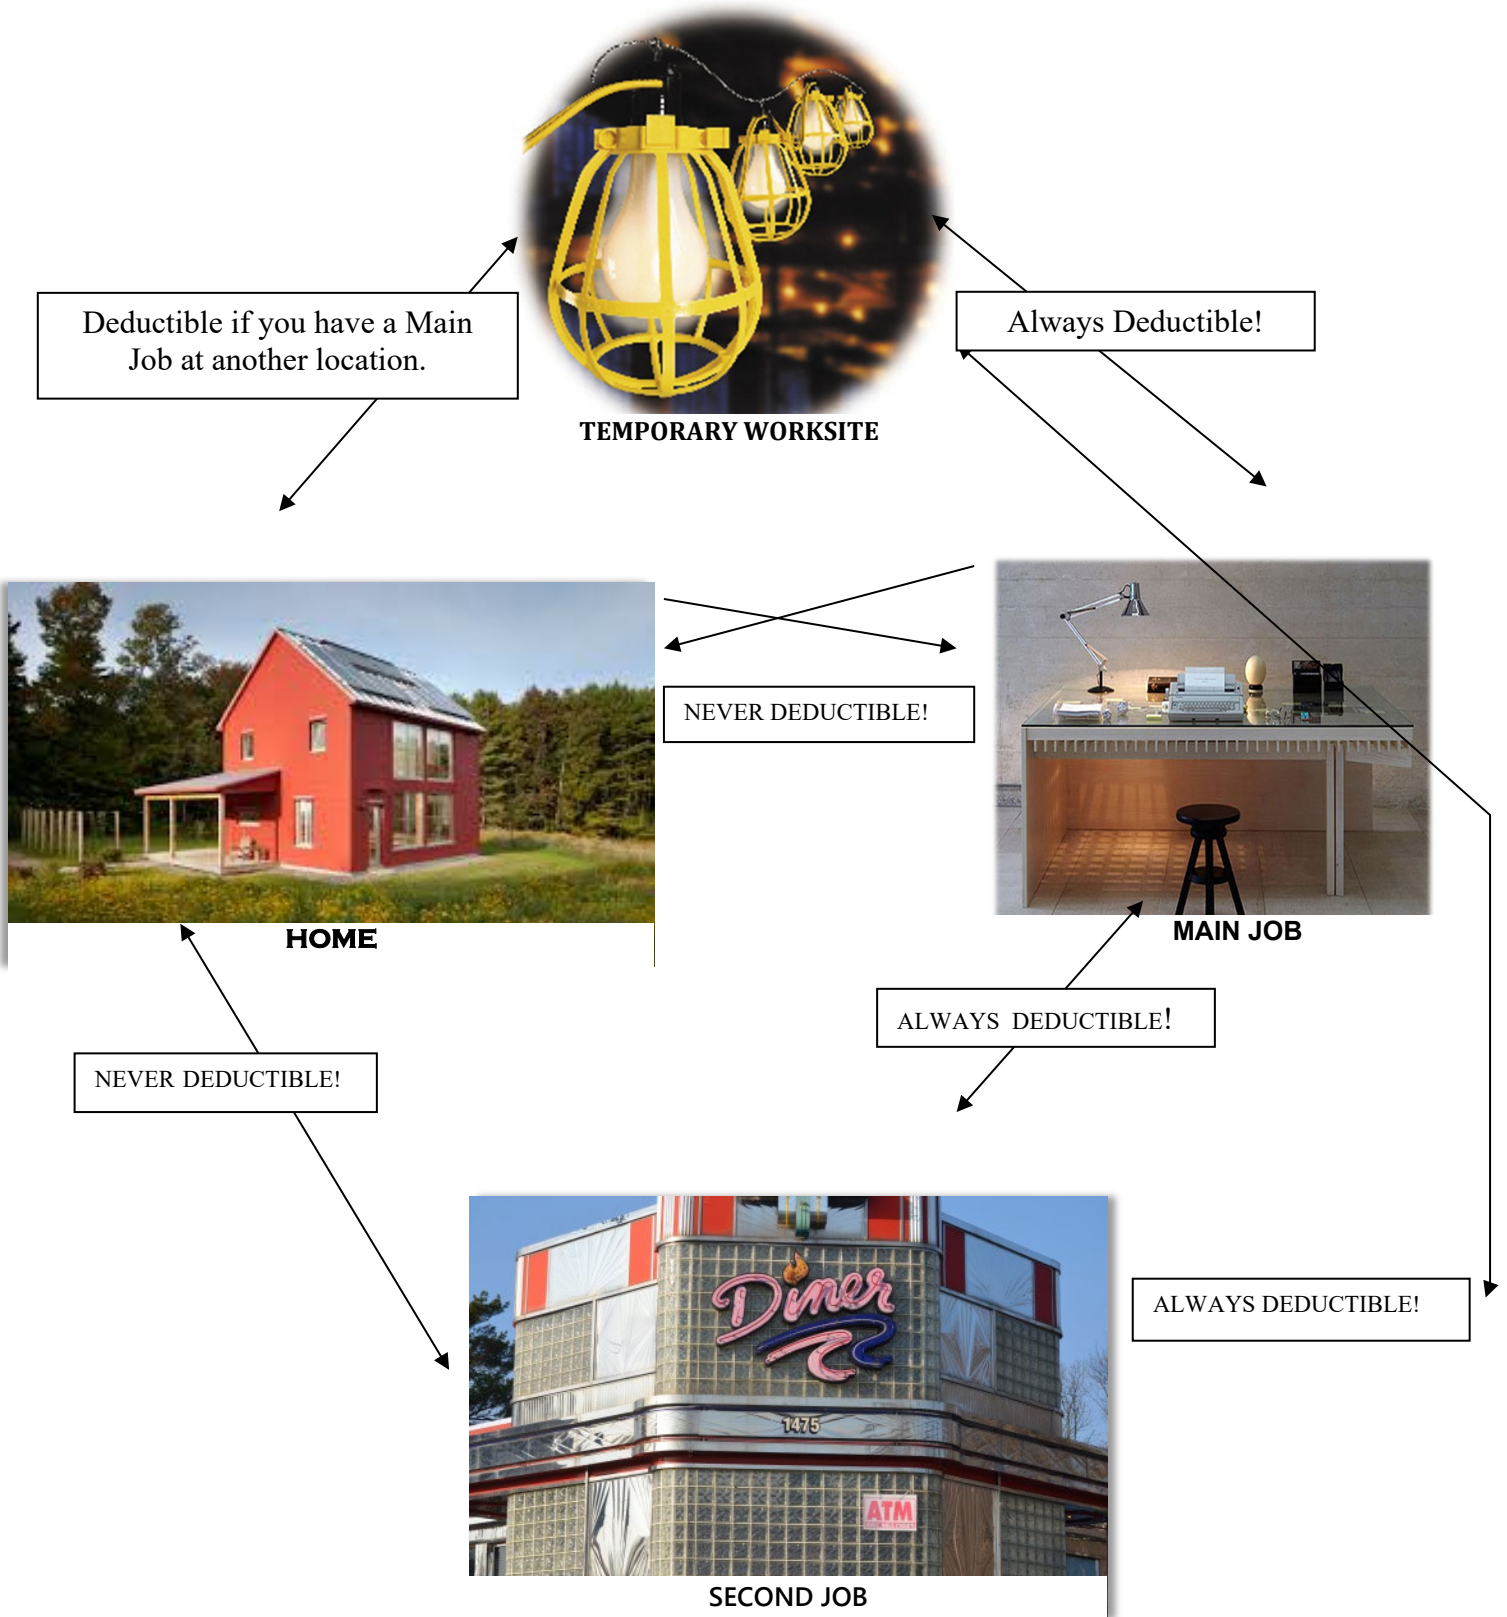 Deductible if you have a Main
Job at another location.
Always Deductible!
TEMPORARY WORKSITE
NEVER DEDUCTIBLE!
HOME
MAIN JOB
ALWAYS DEDUCTIBLE!
NEVER DEDUCTIBLE!
ALWAYS DEDUCTIBLE!
Diner
1475
ATM
SECOND JOB